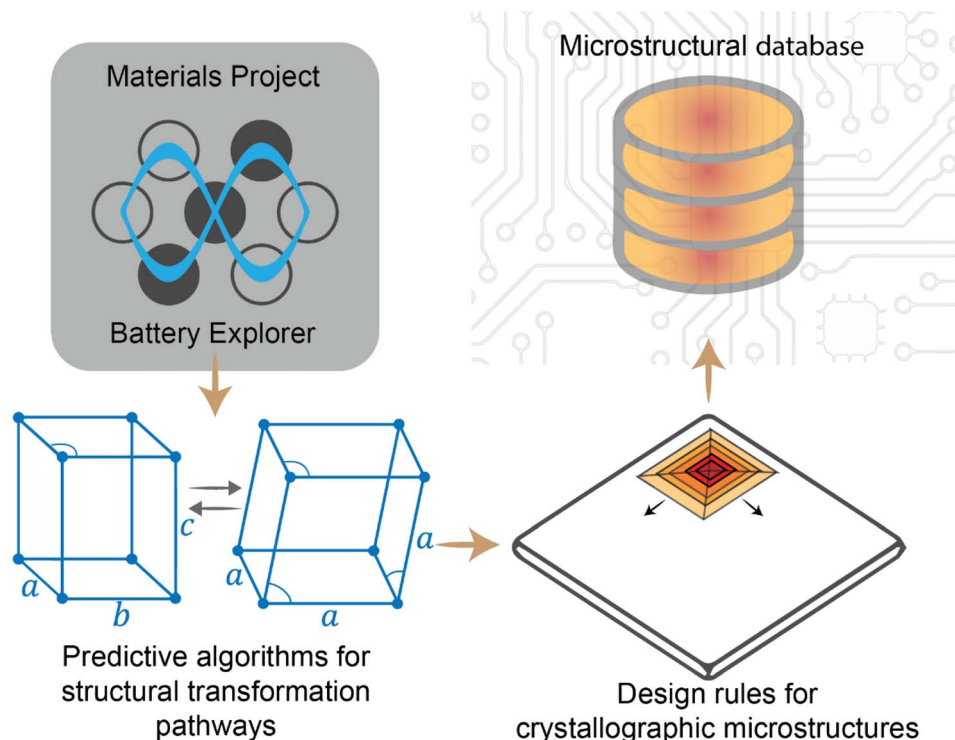 Materials Project
Battery Explorer
Microstructural database
a
b
c
a
a
a
Predictive algorithms for
structural transformation
pathways
Design rules for
crystallographic microstructures